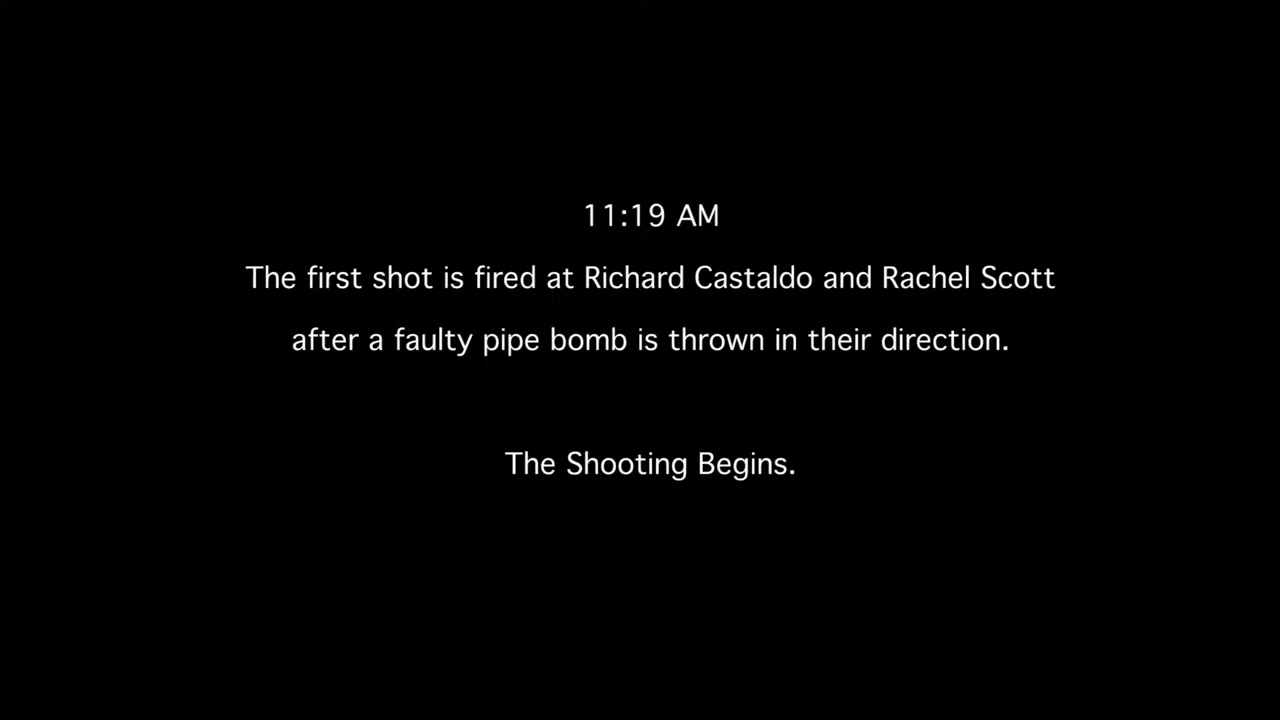 11:19 AM
The first shot is fired at Richard Castaldo and Rachel Scott
after a faulty pipe bomb is thrown in their direction.
The Shooting Begins.